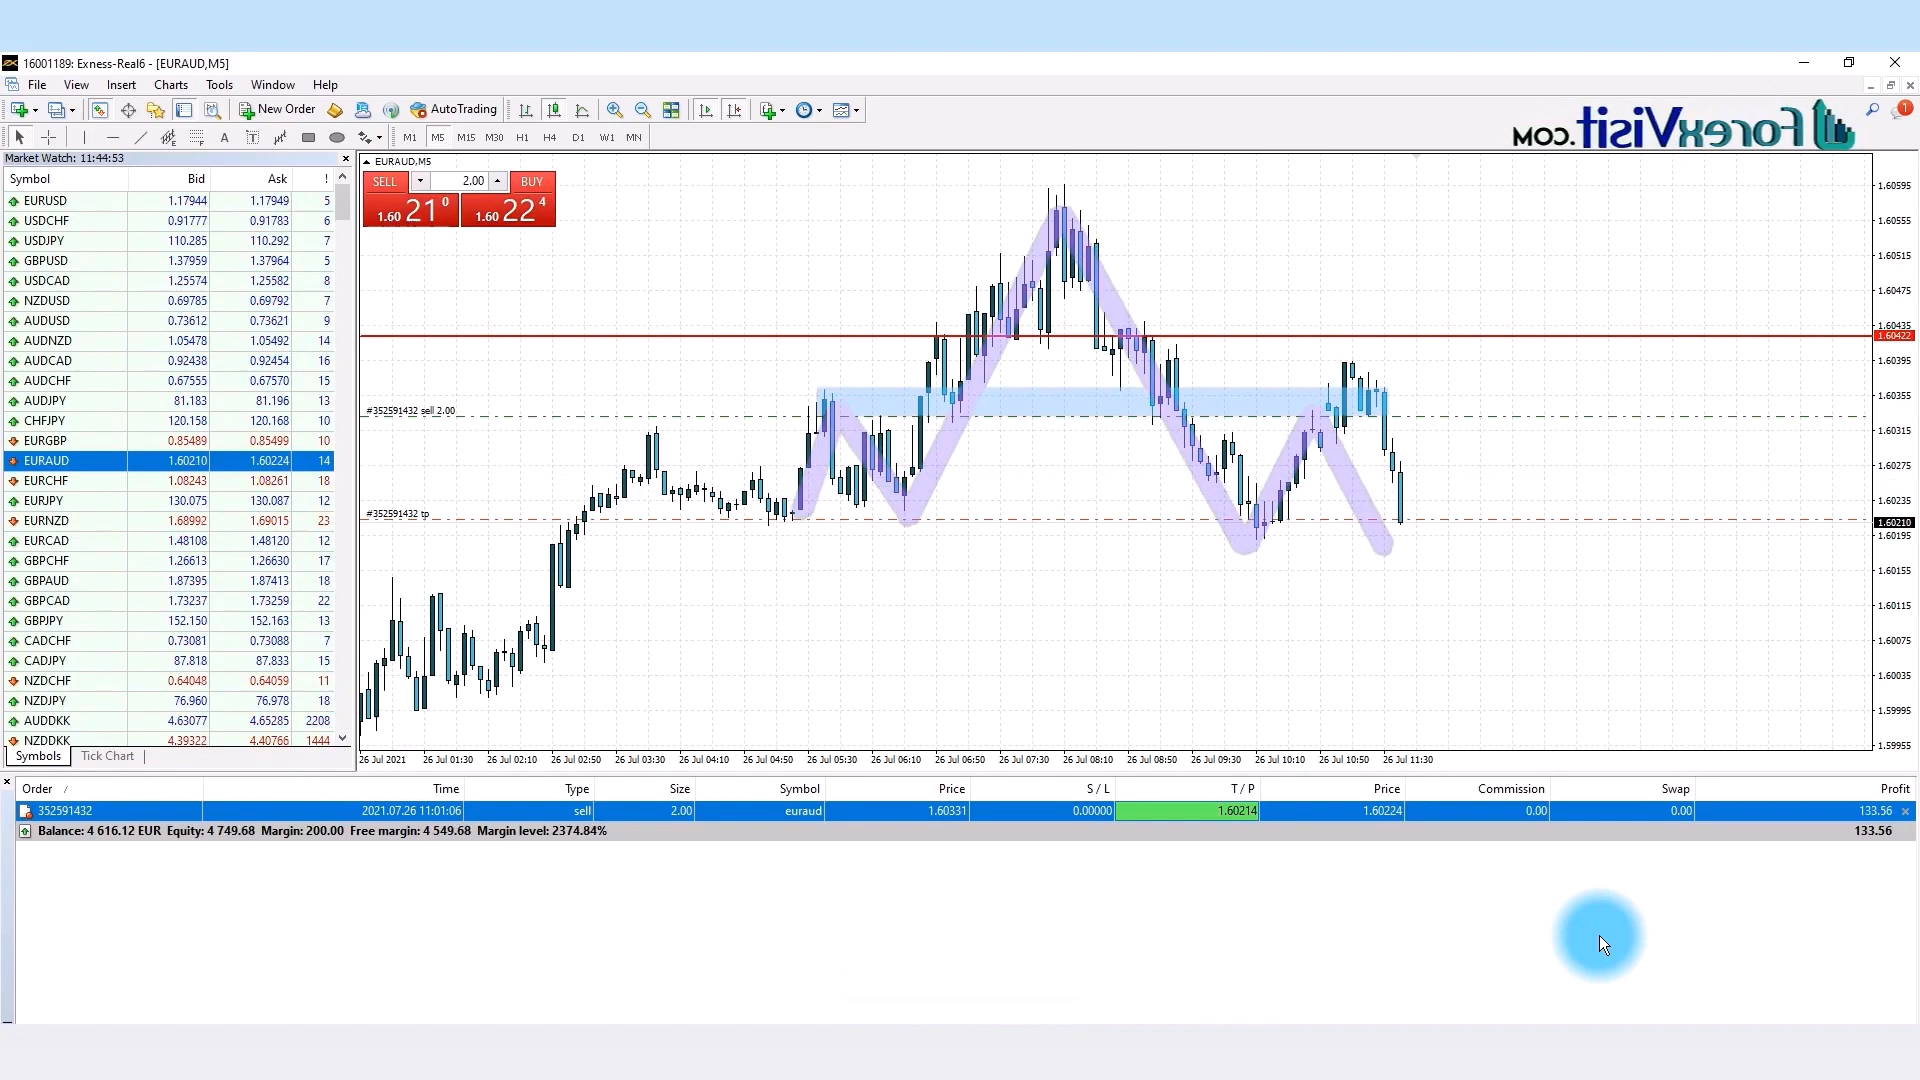 16001189: Exness-Real6 - [EURAUD,M5]
File View Insert Charts Tools Window Help
New Order AutoTrading
ForexVisit.COM
1
A T M1 M5 M15 M30 H1 H4 D1 W1 MN
Market Watch: 11:44:53
Symbol Bid Ask !
EURUSD 1.17944 1.17949 5
USDCHF 0.91777 0.91783 6
USDJPY 110.285 110.292 7
GBPUSD 1.37959 1.37964 5
USDCAD 1.25574 1.25582 8
NZDUSD 0.69785 0.69792 7
AUDUSD 0.73612 0.73621 9
AUDNZD 1.05478 1.05492 14
AUDCAD 0.92438 0.92454 16
AUDCHF 0.67555 0.67570 15
AUDJPY 81.183 81.196 13
CHFJPY 120.158 120.168 10
EURGBP 0.85489 0.85499 10
EURAUD 1.60210 1.60224 14
EURCHF 1.08243 1.08261 18
EURJPY 130.075 130.087 12
EURNZD 1.68992 1.69015 23
EURCAD 1.48108 1.48120 12
GBPCHF 1.26613 1.26630 17
GBPAUD 1.87395 1.87413 18
GBPCAD 1.73237 1.73259 22
GBPJPY 152.150 152.163 13
CADCHF 0.73081 0.73088 7
CADJPY 87.818 87.833 15
NZDCHF 0.64048 0.64059 11
NZDJPY 76.960 76.978 18
AUDDKK 4.63077 4.65285 2208
NZDDKK 4.39322 4.40766 1444
Symbols Tick Chart
EURAUD,M5
SELL 2.00 BUY
1.60 21 0 1.60 22 4
#352591432 sell 2.00
#352591432 tp
1.60595
1.60555
1.60515
1.60475
1.60435
1.60422
1.60395
1.60355
1.60315
1.60275
1.60235
1.60210
1.60195
1.60155
1.60115
1.60075
1.60035
1.59995
1.59955
26 Jul 2021 26 Jul 01:30 26 Jul 02:10 26 Jul 02:50 26 Jul 03:30 26 Jul 04:10 26 Jul 04:50 26 Jul 05:30 26 Jul 06:10 26 Jul 06:50 26 Jul 07:30 26 Jul 08:10 26 Jul 08:50 26 Jul 09:30 26 Jul 10:10 26 Jul 10:50 26 Jul 11:30
Order / Time Type Size Symbol Price S / L T / P Price Commission Swap Profit
352591432 2021.07.26 11:01:06 sell 2.00 euraud 1.60331 0.00000 1.60214 1.60224 0.00 0.00 133.56
Balance: 4 616.12 EUR Equity: 4 749.68 Margin: 200.00 Free margin: 4 549.68 Margin level: 2374.84% 133.56